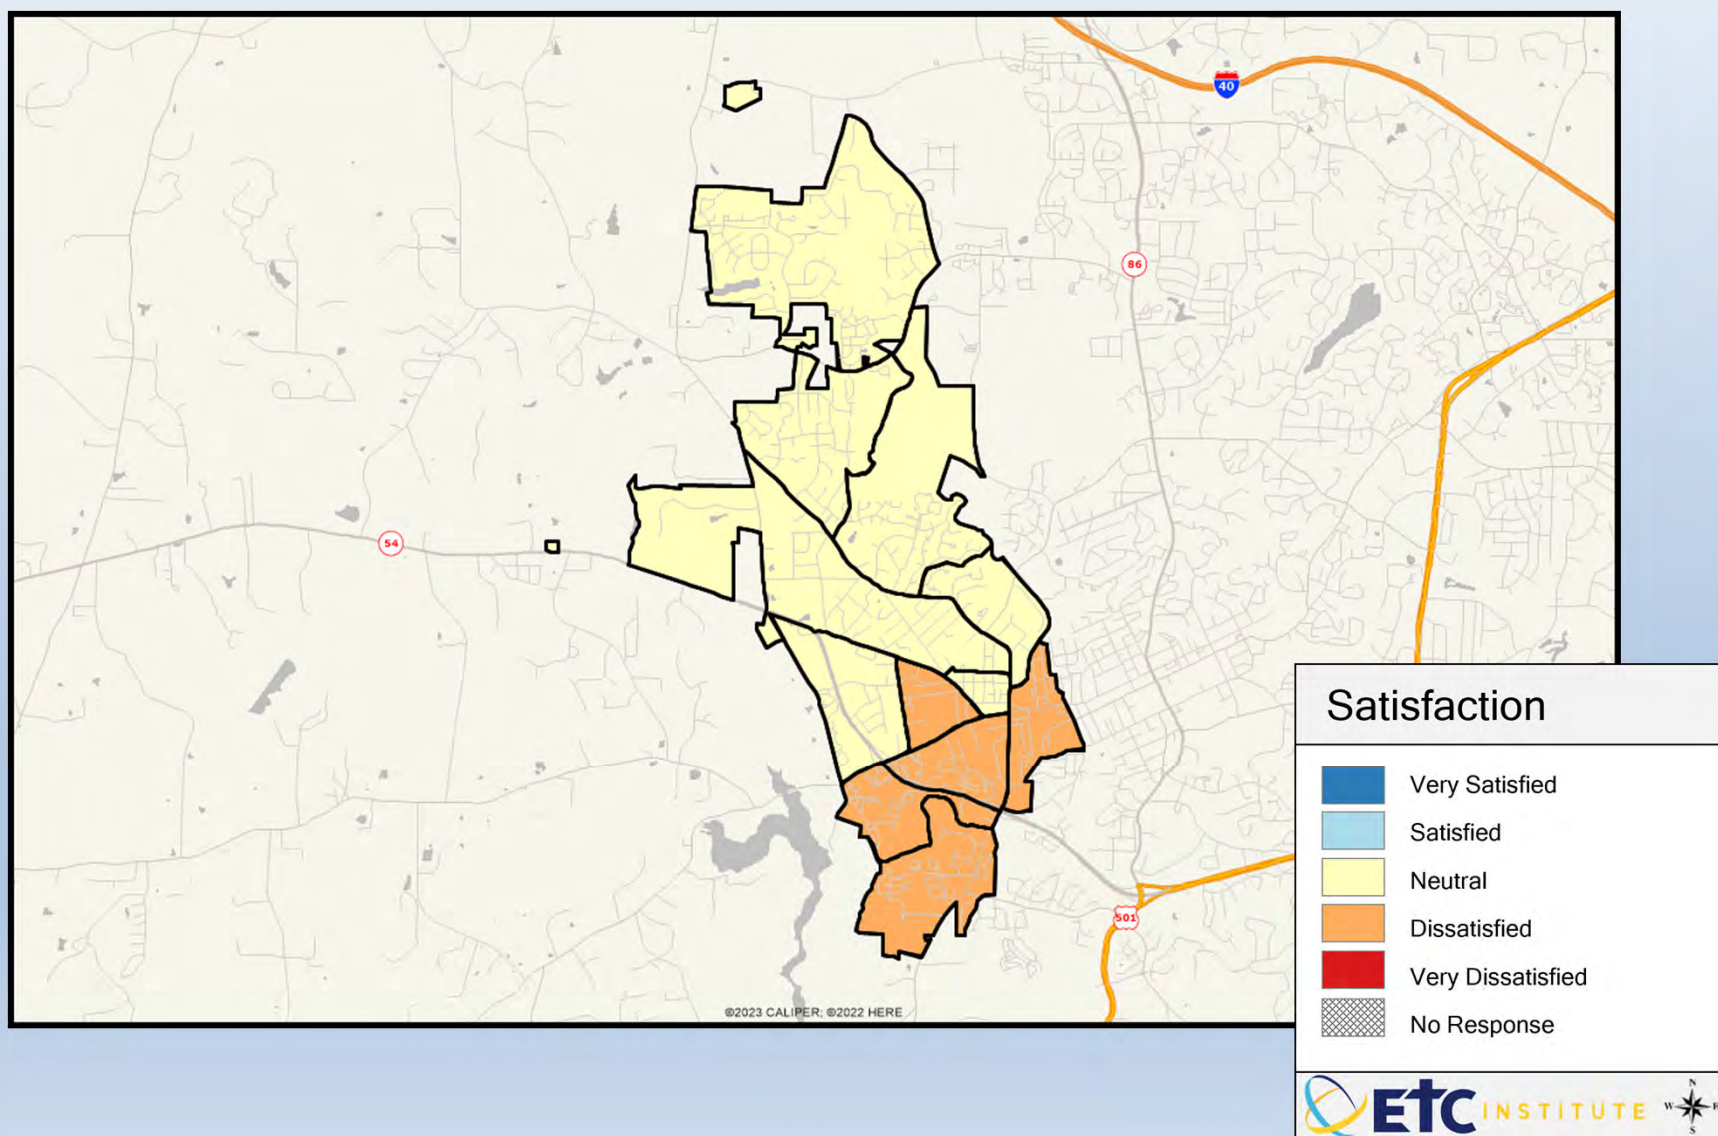 40
86
54
501
©2023 CALIPER; ©2022 HERE
Satisfaction
Very Satisfied
Satisfied
Neutral
Dissatisfied
Very Dissatisfied
No Response
ETC INSTITUTE
N
W E
S